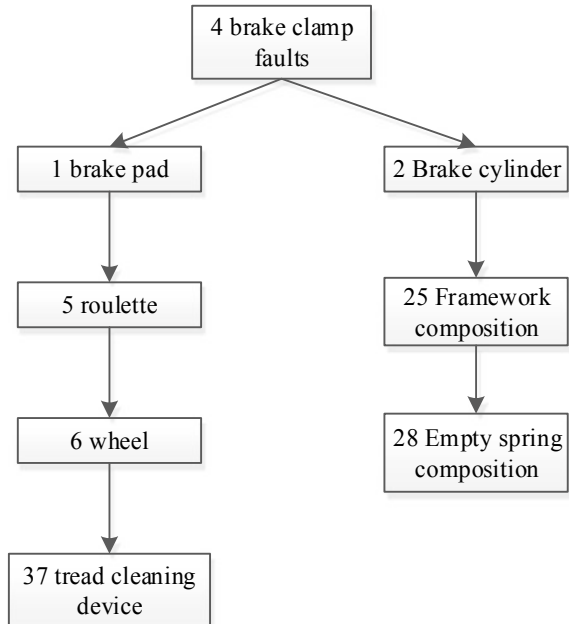 4 brake clamp
faults
1 brake pad
2 Brake cylinder
5 roulette
25 Framework
composition
6 wheel
28 Empty spring
composition
37 tread cleaning
device